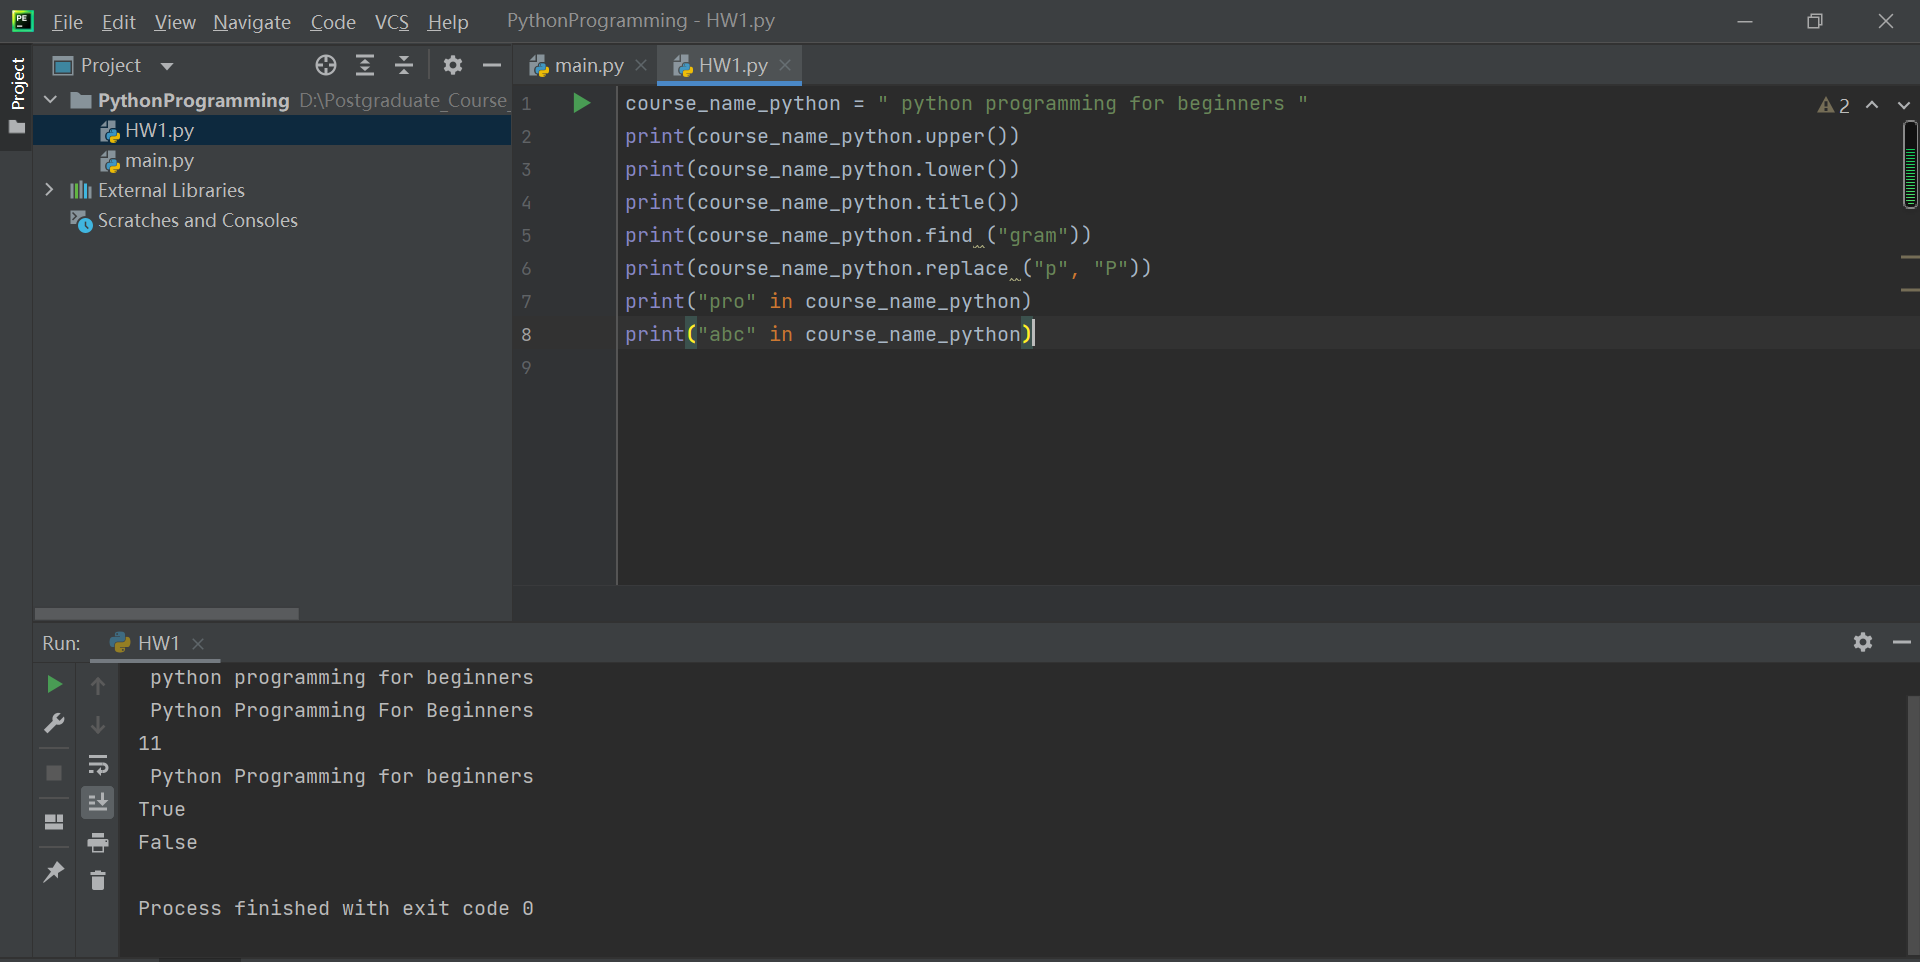 File Edit View Navigate Code VCS Help PythonProgramming - HW1.py
Project
Project
main.py
HW1.py
PythonProgramming D:\Postgraduate_Course_
HW1.py
main.py
External Libraries
Scratches and Consoles
1 course_name_python = " python programming for beginners "
2 print(course_name_python.upper())
3 print(course_name_python.lower())
4 print(course_name_python.title())
5 print(course_name_python.find ("gram"))
6 print(course_name_python.replace ("p", "P"))
7 print("pro" in course_name_python)
8 print("abc" in course_name_python)
9
2
Run: HW1
python programming for beginners
Python Programming For Beginners
11
Python Programming for beginners
True
False
Process finished with exit code 0